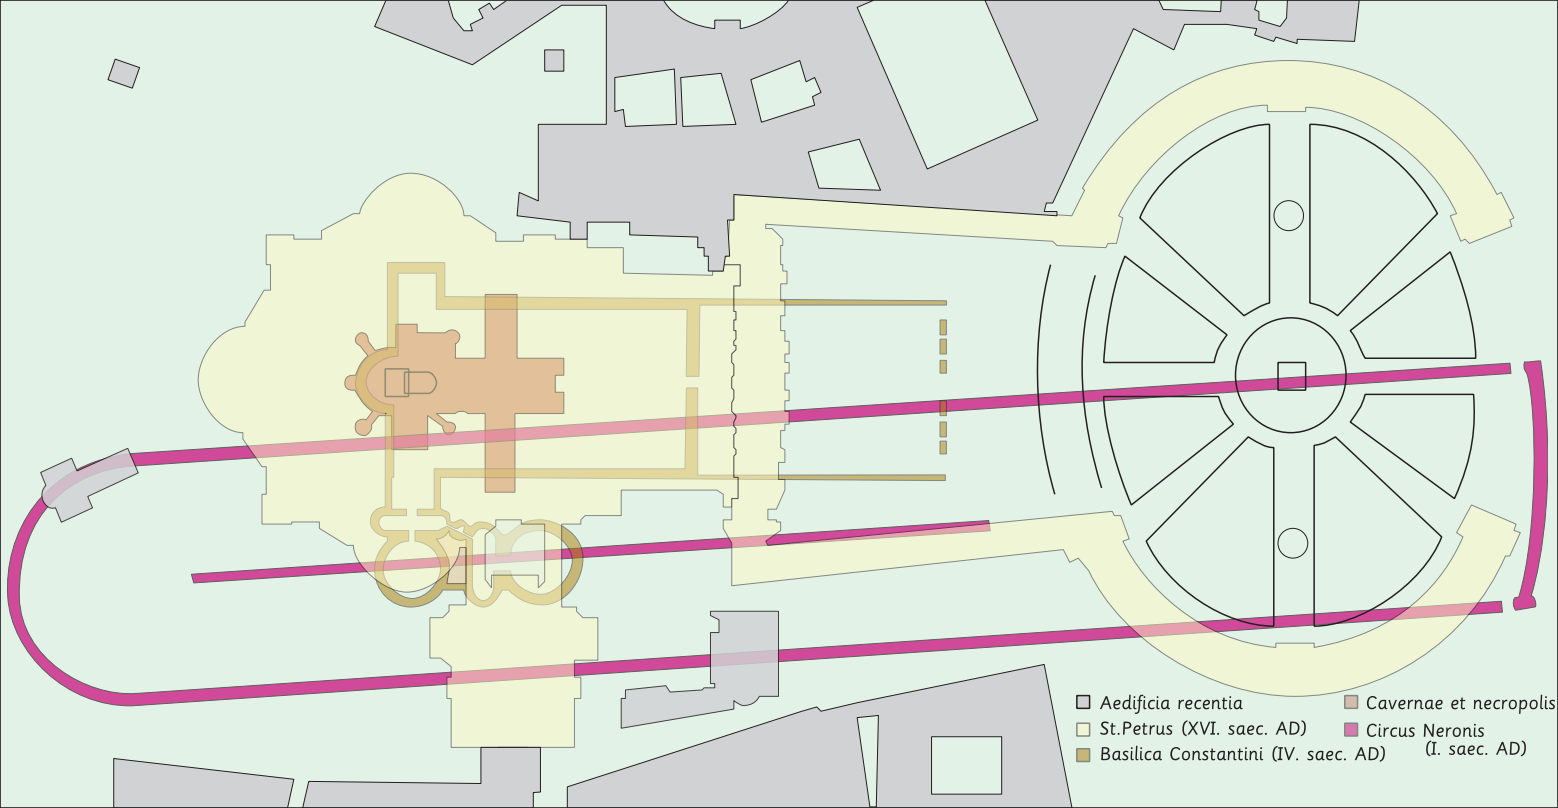 Aedificia recentia
St.Petrus (XVI. saec. AD)
Basilica Constantini (IV. saec. AD)
Cavernae et necropolis
Circus Neronis
(I. saec. AD)